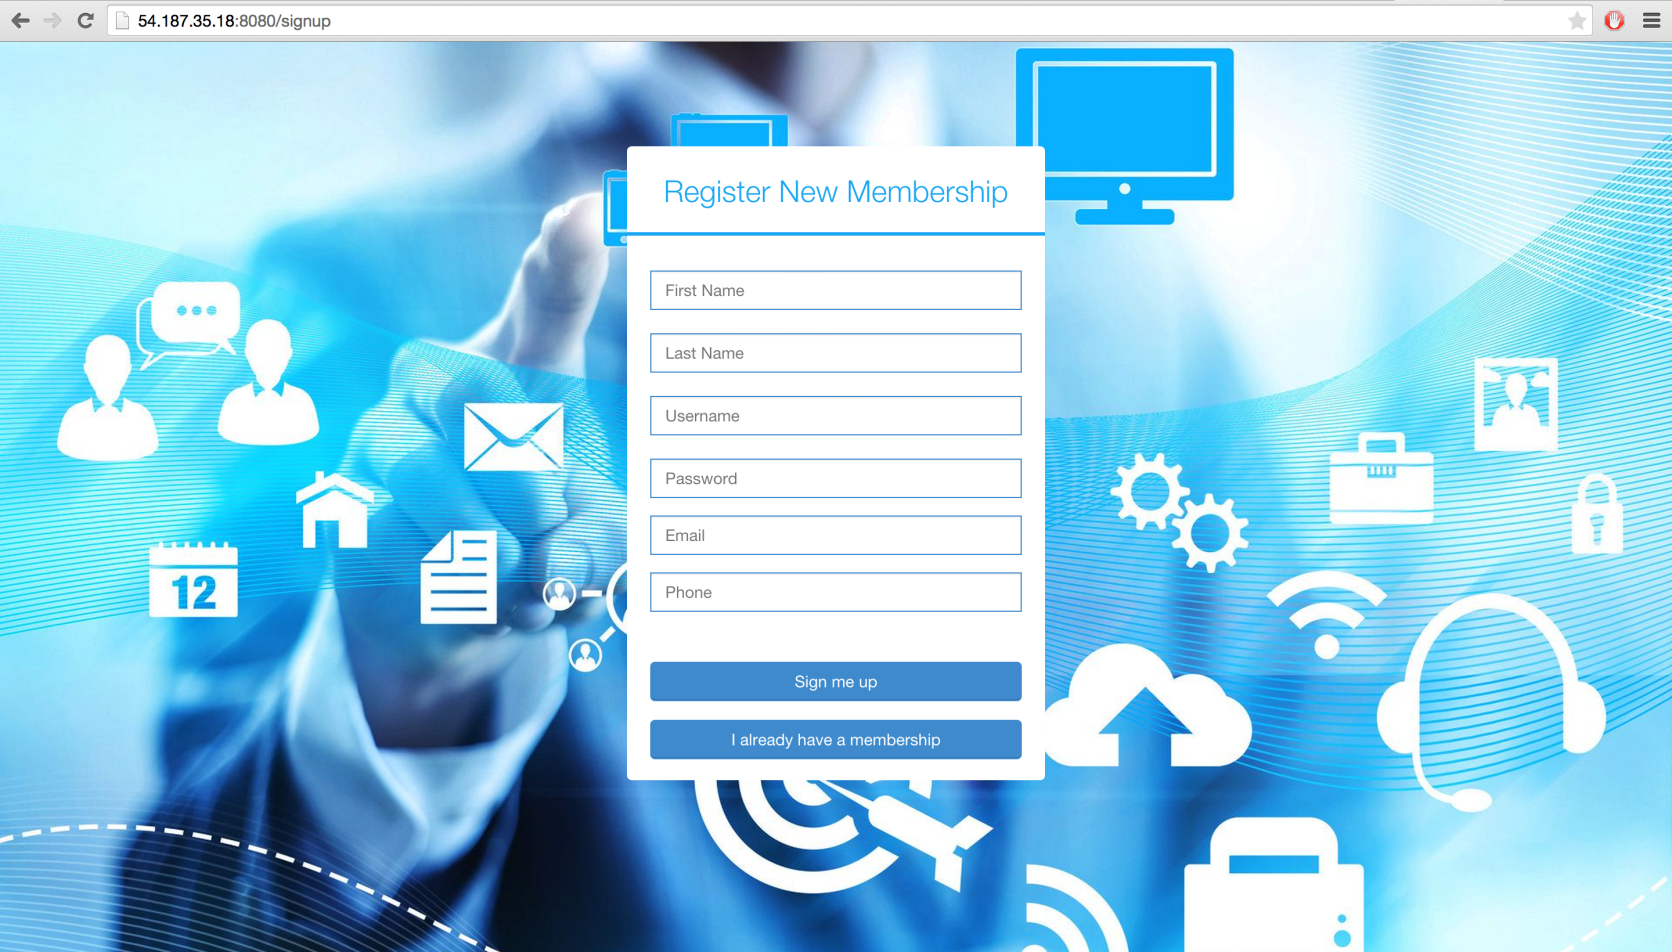 54.187.35.18:8080/signup
Register New Membership
First Name
Last Name
Username
Password
Email
Phone
12
Sign me up
I already have a membership